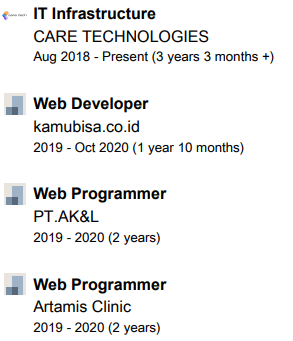 IT Infrastructure
CARE TECHNOLOGIES
Aug 2018 - Present (3 years 3 months +)
Web Developer
kamubisa.co.id
2019 - Oct 2020 (1 year 10 months)
Web Programmer
PT.AK&L
2019 - 2020 (2 years)
Web Programmer
Artamis Clinic
2019 - 2020 (2 years)